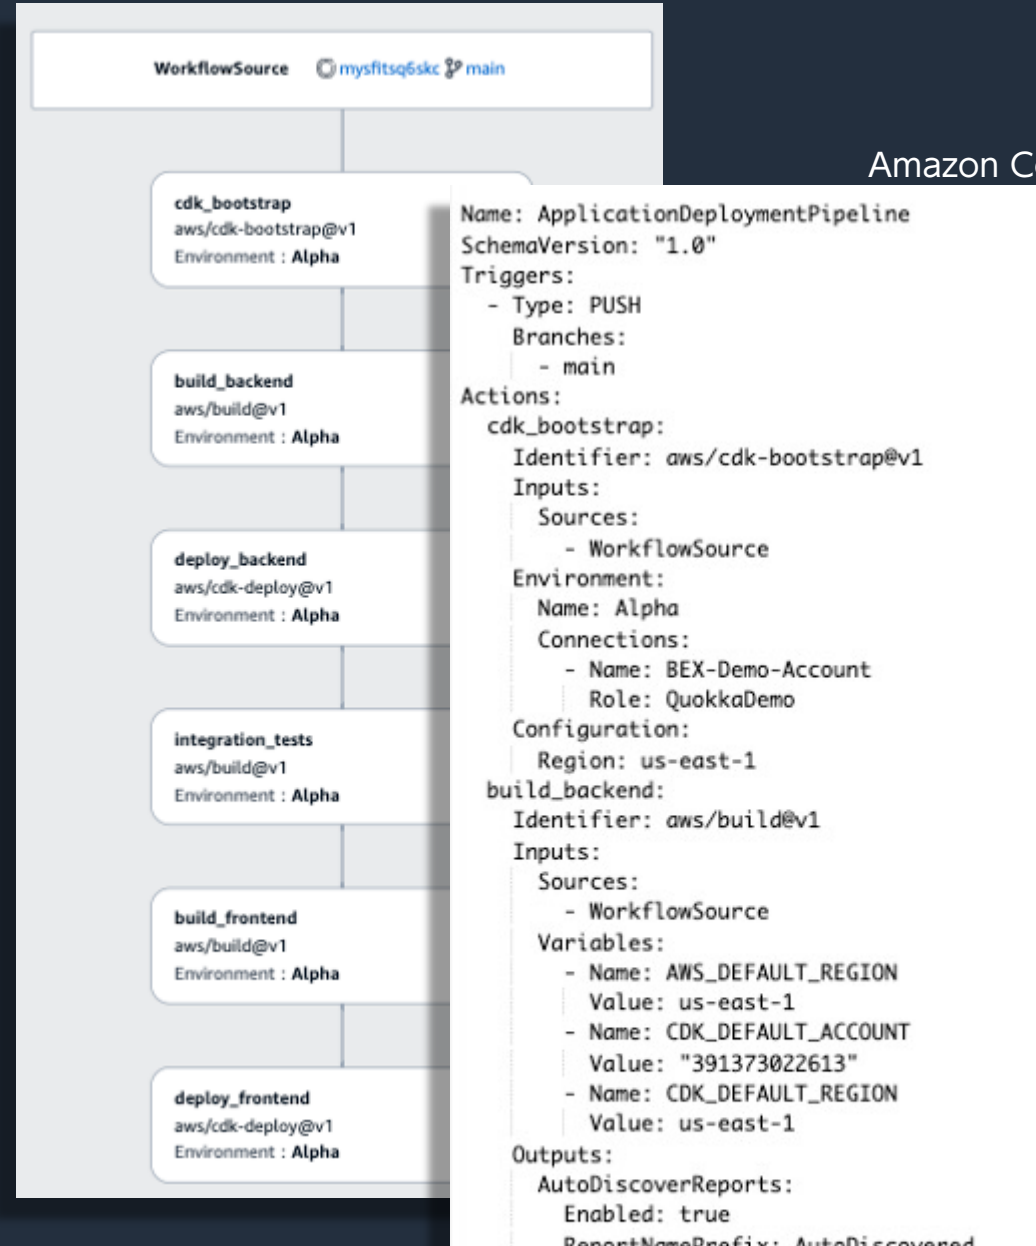 WorkflowSource mysfitsq6skc main
cdk_bootstrap
aws/cdk-bootstrap@v1
Environment : Alpha
build_backend
aws/build@v1
Environment : Alpha
deploy_backend
aws/cdk-deploy@v1
Environment : Alpha
integration_tests
aws/build@v1
Environment : Alpha
build_frontend
aws/build@v1
Environment : Alpha
deploy_frontend
aws/cdk-deploy@v1
Environment : Alpha
Amazon
Name: ApplicationDeploymentPipeline
SchemaVersion: "1.0"
Triggers:
- Type: PUSH
Branches:
- main
Actions:
cdk_bootstrap:
Identifier: aws/cdk-bootstrap@v1
Inputs:
Sources:
- WorkflowSource
Environment:
Name: Alpha
Connections:
- Name: BEX-Demo-Account
Role: QuokkaDemo
Configuration:
Region: us-east-1
build_backend:
Identifier: aws/build@v1
Inputs:
Sources:
- WorkflowSource
Variables:
- Name: AWS_DEFAULT_REGION
Value: us-east-1
- Name: CDK_DEFAULT_ACCOUNT
Value: "391373022613"
- Name: CDK_DEFAULT_REGION
Value: us-east-1
Outputs:
AutoDiscoverReports:
Enabled: true
ReportNamePrefix: AutoDiscovered